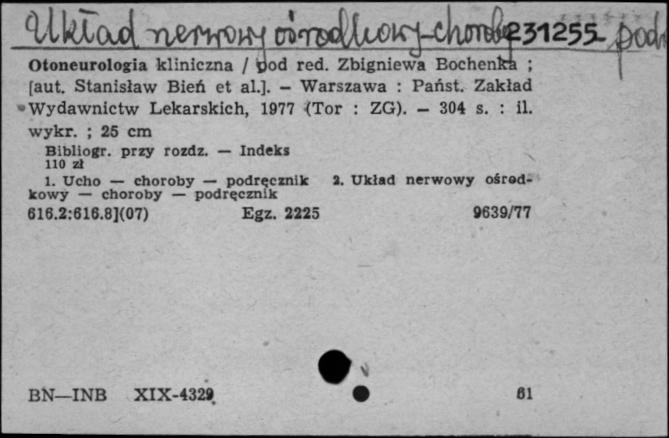 Układ nerwowy ośrodkowy-choroby 231255
Otoneurologia kliniczna / pod red. Zbigniewa Bochenka ;
[aut. Stanisław Bień et al.]. – Warszawa : Państ. Zakład
Wydawnictw Lekarskich, 1977 (Tor : ZG). – 304 s. : il.
wykr. ; 25 cm
Bibliogr. przy rozdz. — Indeks
110 zł
1. Ucho — choroby — podręcznik 2. Układ nerwowy ośrod-
kowy — choroby — podręcznik
616.2:616.8](07) Egz. 2225 9639/77
BN—INB XIX-4329 61